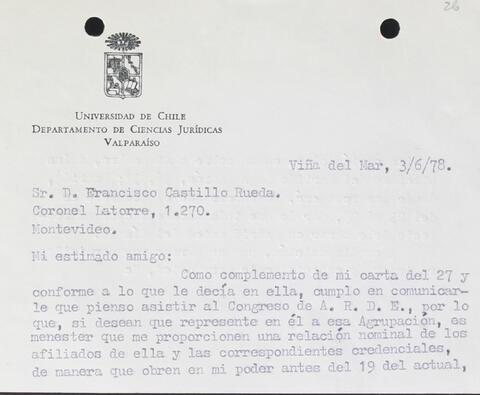 26
UNIVERSIDAD DE CHILE
DEPARTAMENTO DE CIENCIAS JURÍDICAS
VALPARAÍSO
Viña del Mar, 3/6/78.
Sr. D. Francisco Castillo Rueda.
Coronel Latorre, 1.270.
Montevideo.
Mi estimado amigo:
Como complemento de mi carta del 27 y
conforme a lo que le decía en ella, cumplo en comunicar-
le que pienso asistir al Congreso de A. R. D. E., por lo
que, si desean que represente en él a esa Agrupación, es
menester que me proporcionen una relación nominal de los
afiliados de ella y las correspondientes credenciales,
de manera que obren en mi poder antes del 19 del actual,